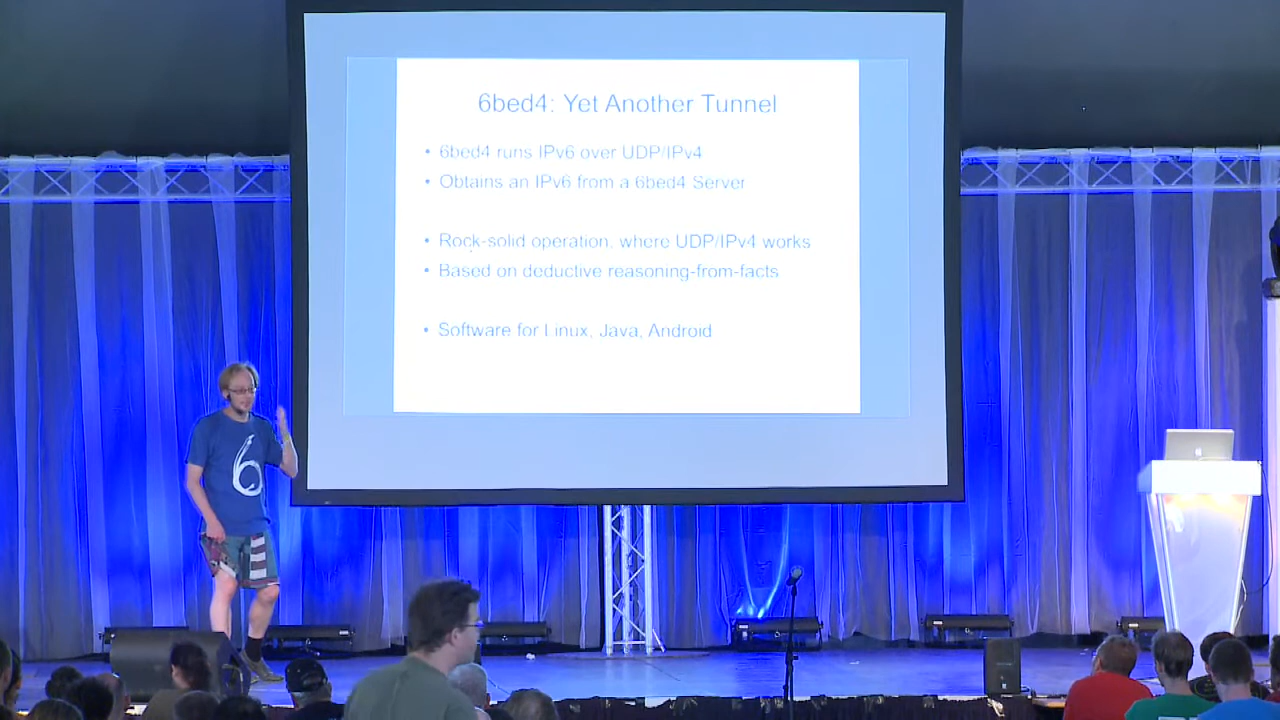 6bed4: Yet Another Tunnel
• 6bed4 runs IPv6 over UDP/IPv4
• Obtains an IPv6 from a 6bed4 Server
• Rock-solid operation, where UDP/IPv4 works
• Based on deductive reasoning-from-facts
• Software for Linux, Java, Android
6